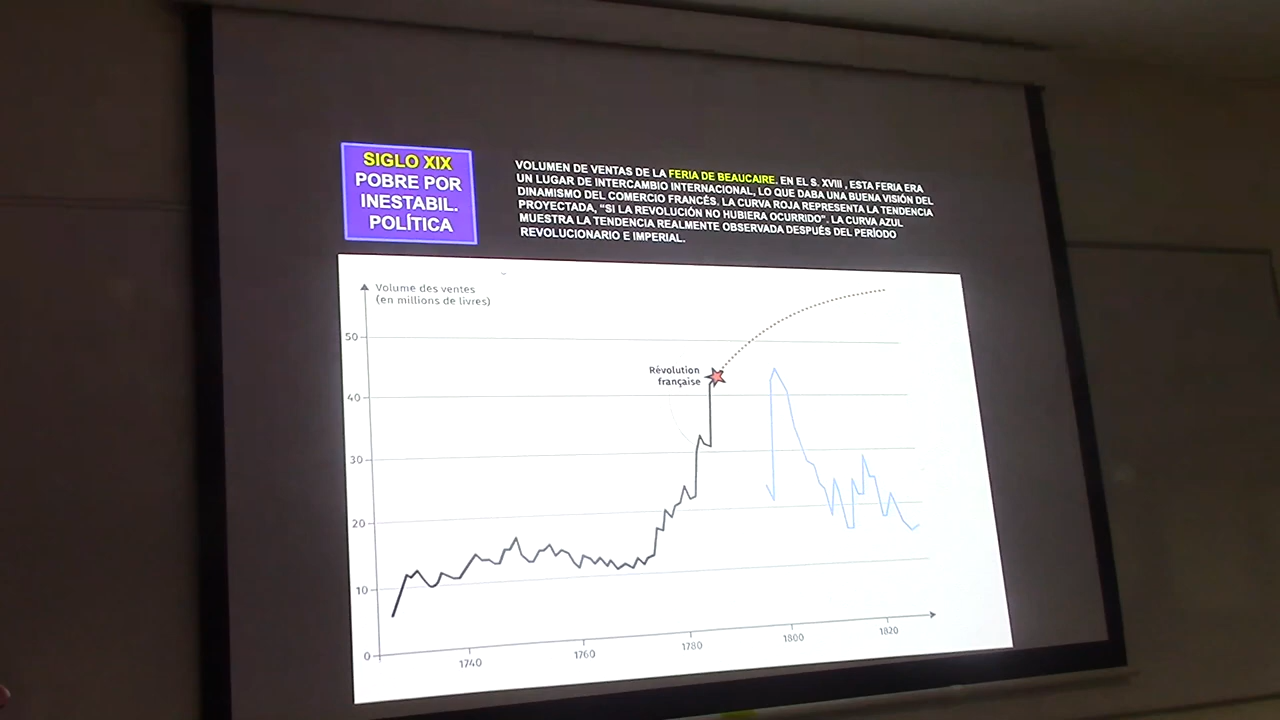 SIGLO XIX
POBRE POR
INESTABIL.
POLÍTICA
VOLUMEN DE VENTAS DE LA FERIA DE BEAUCAIRE. EN EL S. XVIII , ESTA FERIA ERA
UN LUGAR DE INTERCAMBIO INTERNACIONAL, LO QUE DABA UNA BUENA VISIÓN DEL
DINAMISMO DEL COMERCIO FRANCÉS. LA CURVA ROJA REPRESENTA LA TENDENCIA
PROYECTADA, "SI LA REVOLUCIÓN NO HUBIERA OCURRIDO". LA CURVA AZUL
MUESTRA LA TENDENCIA REALMENTE OBSERVADA DESPUÉS DEL PERÍODO
REVOLUCIONARIO E IMPERIAL.
Volume des ventes
(en millions de livres)
50
Révolution
française
40
30
20
10
0
1740
1760
1780
1800
1820